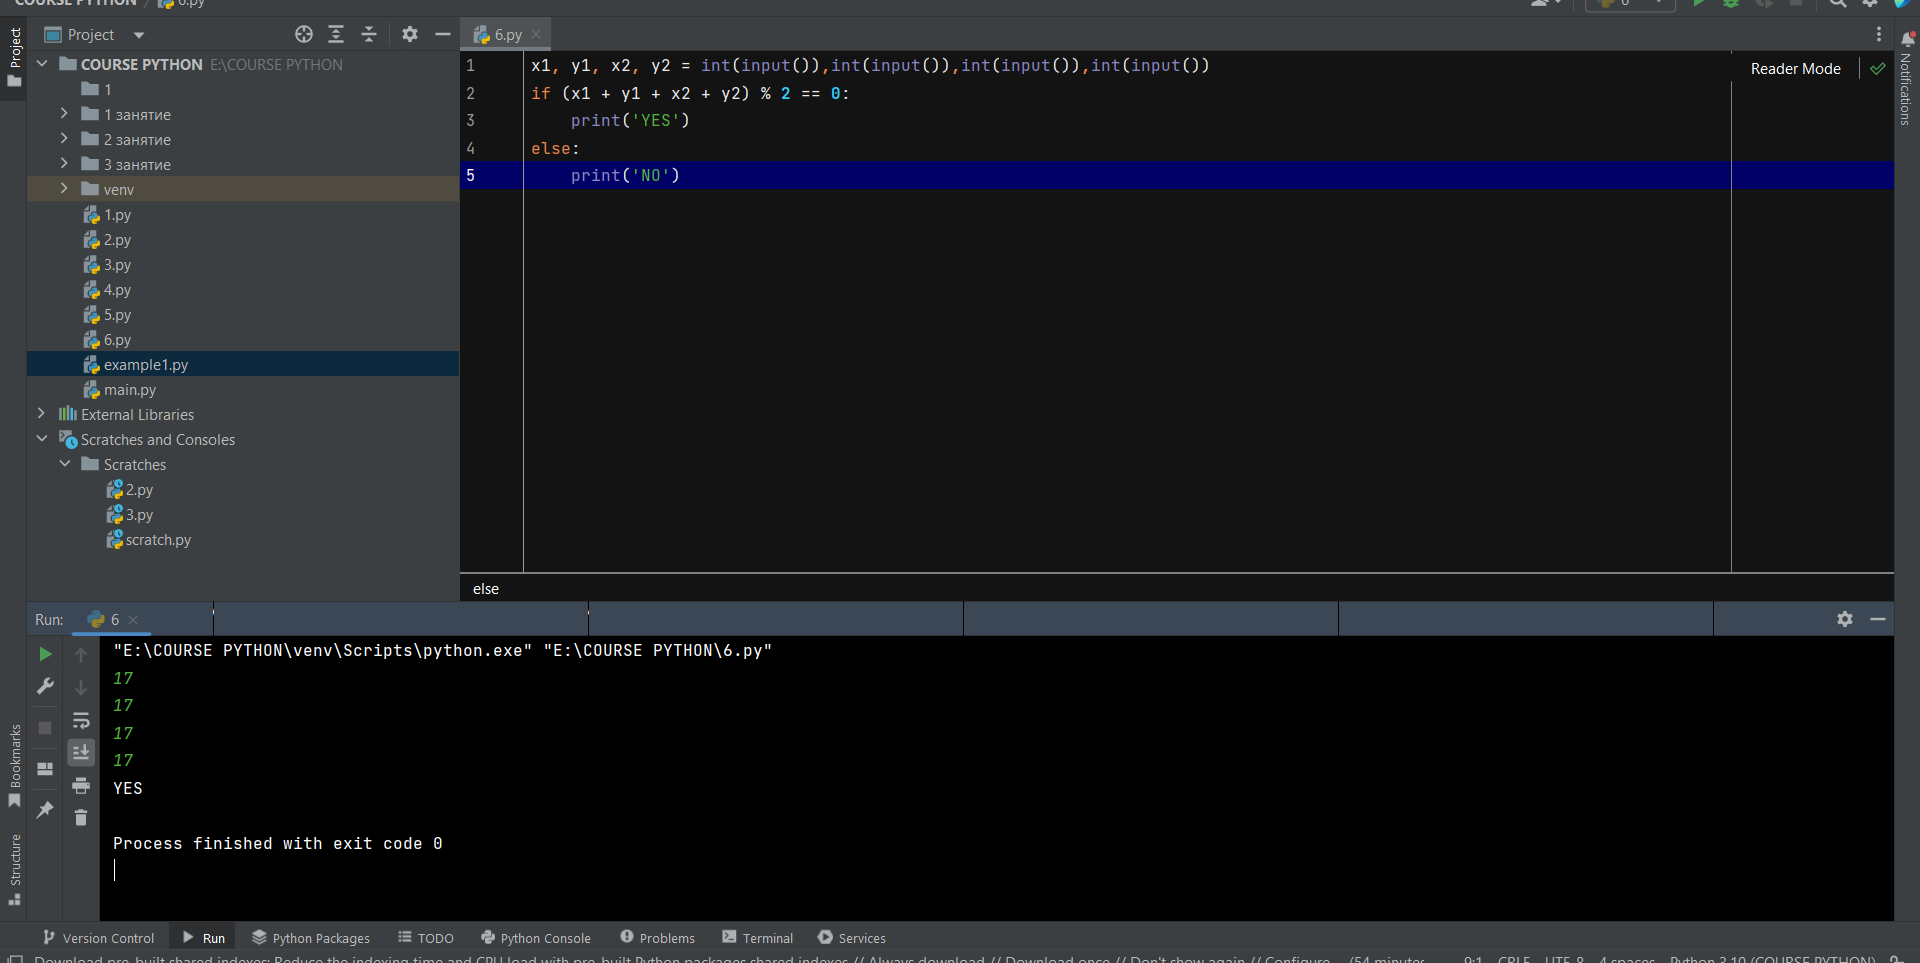 COURSE PYTHON 6.py
Project
COURSE PYTHON E:\COURSE PYTHON
1
1 занятие
2 занятие
3 занятие
venv
1.py
2.py
3.py
4.py
5.py
6.py
example1.py
main.py
External Libraries
Scratches and Consoles
Scratches
2.py
3.py
scratch.py
Project
Bookmarks
Structure
6.py
1 x1, y1, x2, y2 = int(input()),int(input()),int(input()),int(input())
2 if (x1 + y1 + x2 + y2) % 2 == 0:
3 print('YES')
4 else:
5 print('NO')
Reader Mode
Notifications
else
Run: 6
"E:\COURSE PYTHON\venv\Scripts\python.exe" "E:\COURSE PYTHON\6.py"
17
17
17
17
YES
Process finished with exit code 0
Version Control Run Python Packages TODO Python Console Problems Terminal Services
Download pre-built shared indexes: Reduce the indexing time and CPU load with pre-built Python packages shared indexes // Always download // Download once // Don't show again // Configure... (54 minutes 9:1 CRLF UTF-8 4 spaces Python 3.10 (COURSE PYTHON)